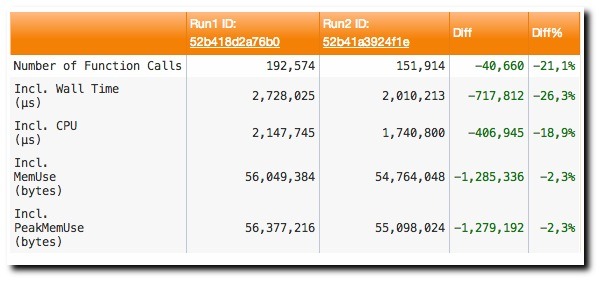 Run1 ID: Run2 ID: Diff Diff%
52b418d2a76b0 52b41a3924f1e
Number of Function Calls 192,574 151,914 -40,660 -21,1%
Incl. Wall Time
(µs) 2,728,025 2,010,213 -717,812 -26,3%
Incl. CPU
(µs) 2,147,745 1,740,800 -406,945 -18,9%
Incl.
MemUse
(bytes) 56,049,384 54,764,048 -1,285,336 -2,3%
Incl.
PeakMemUse
(bytes) 56,377,216 55,098,024 -1,279,192 -2,3%